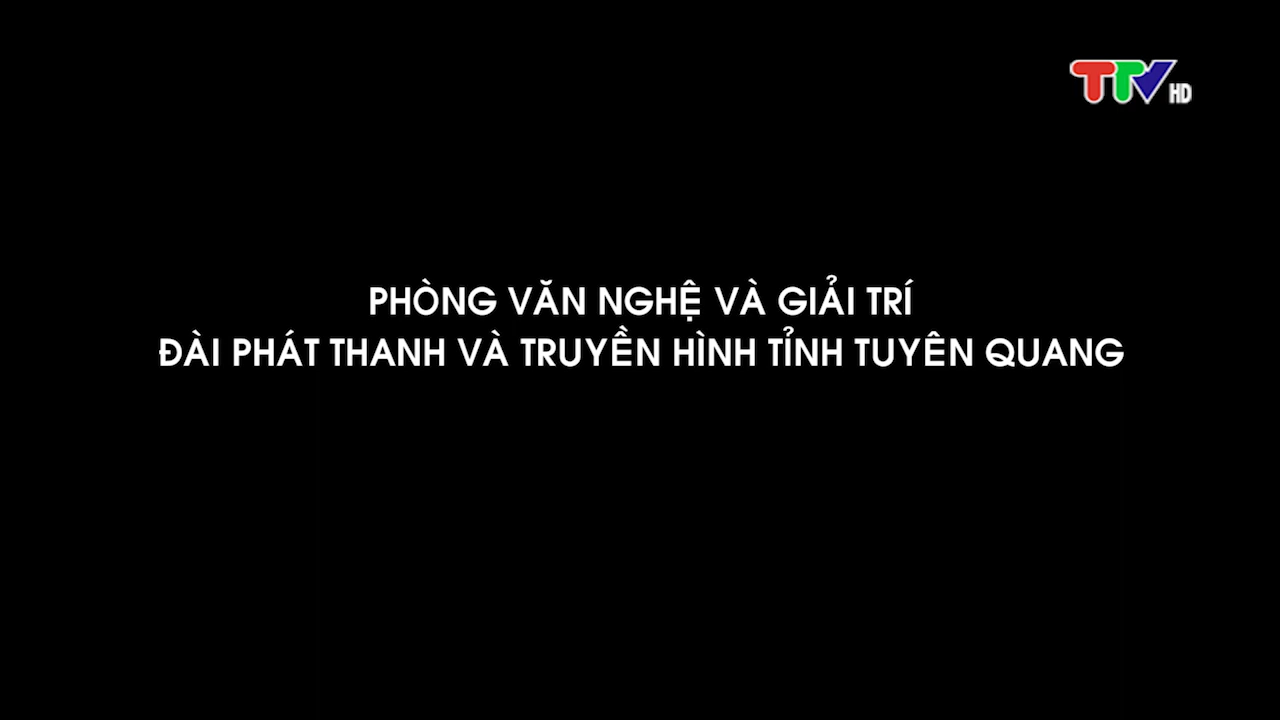 TTV HD
PHÒNG VĂN NGHỆ VÀ GIẢI TRÍ
ĐÀI PHÁT THANH VÀ TRUYỀN HÌNH TỈNH TUYÊN QUANG